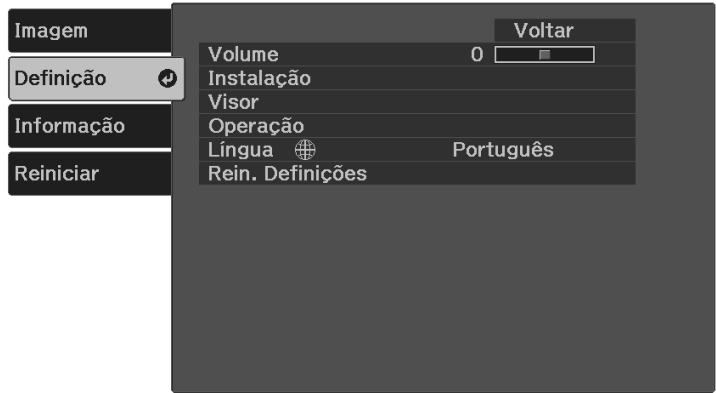 Imagem
Definição
Informação
Reiniciar
Voltar
Volume 0
Instalação
Visor
Operação
Língua Português
Rein. Definições